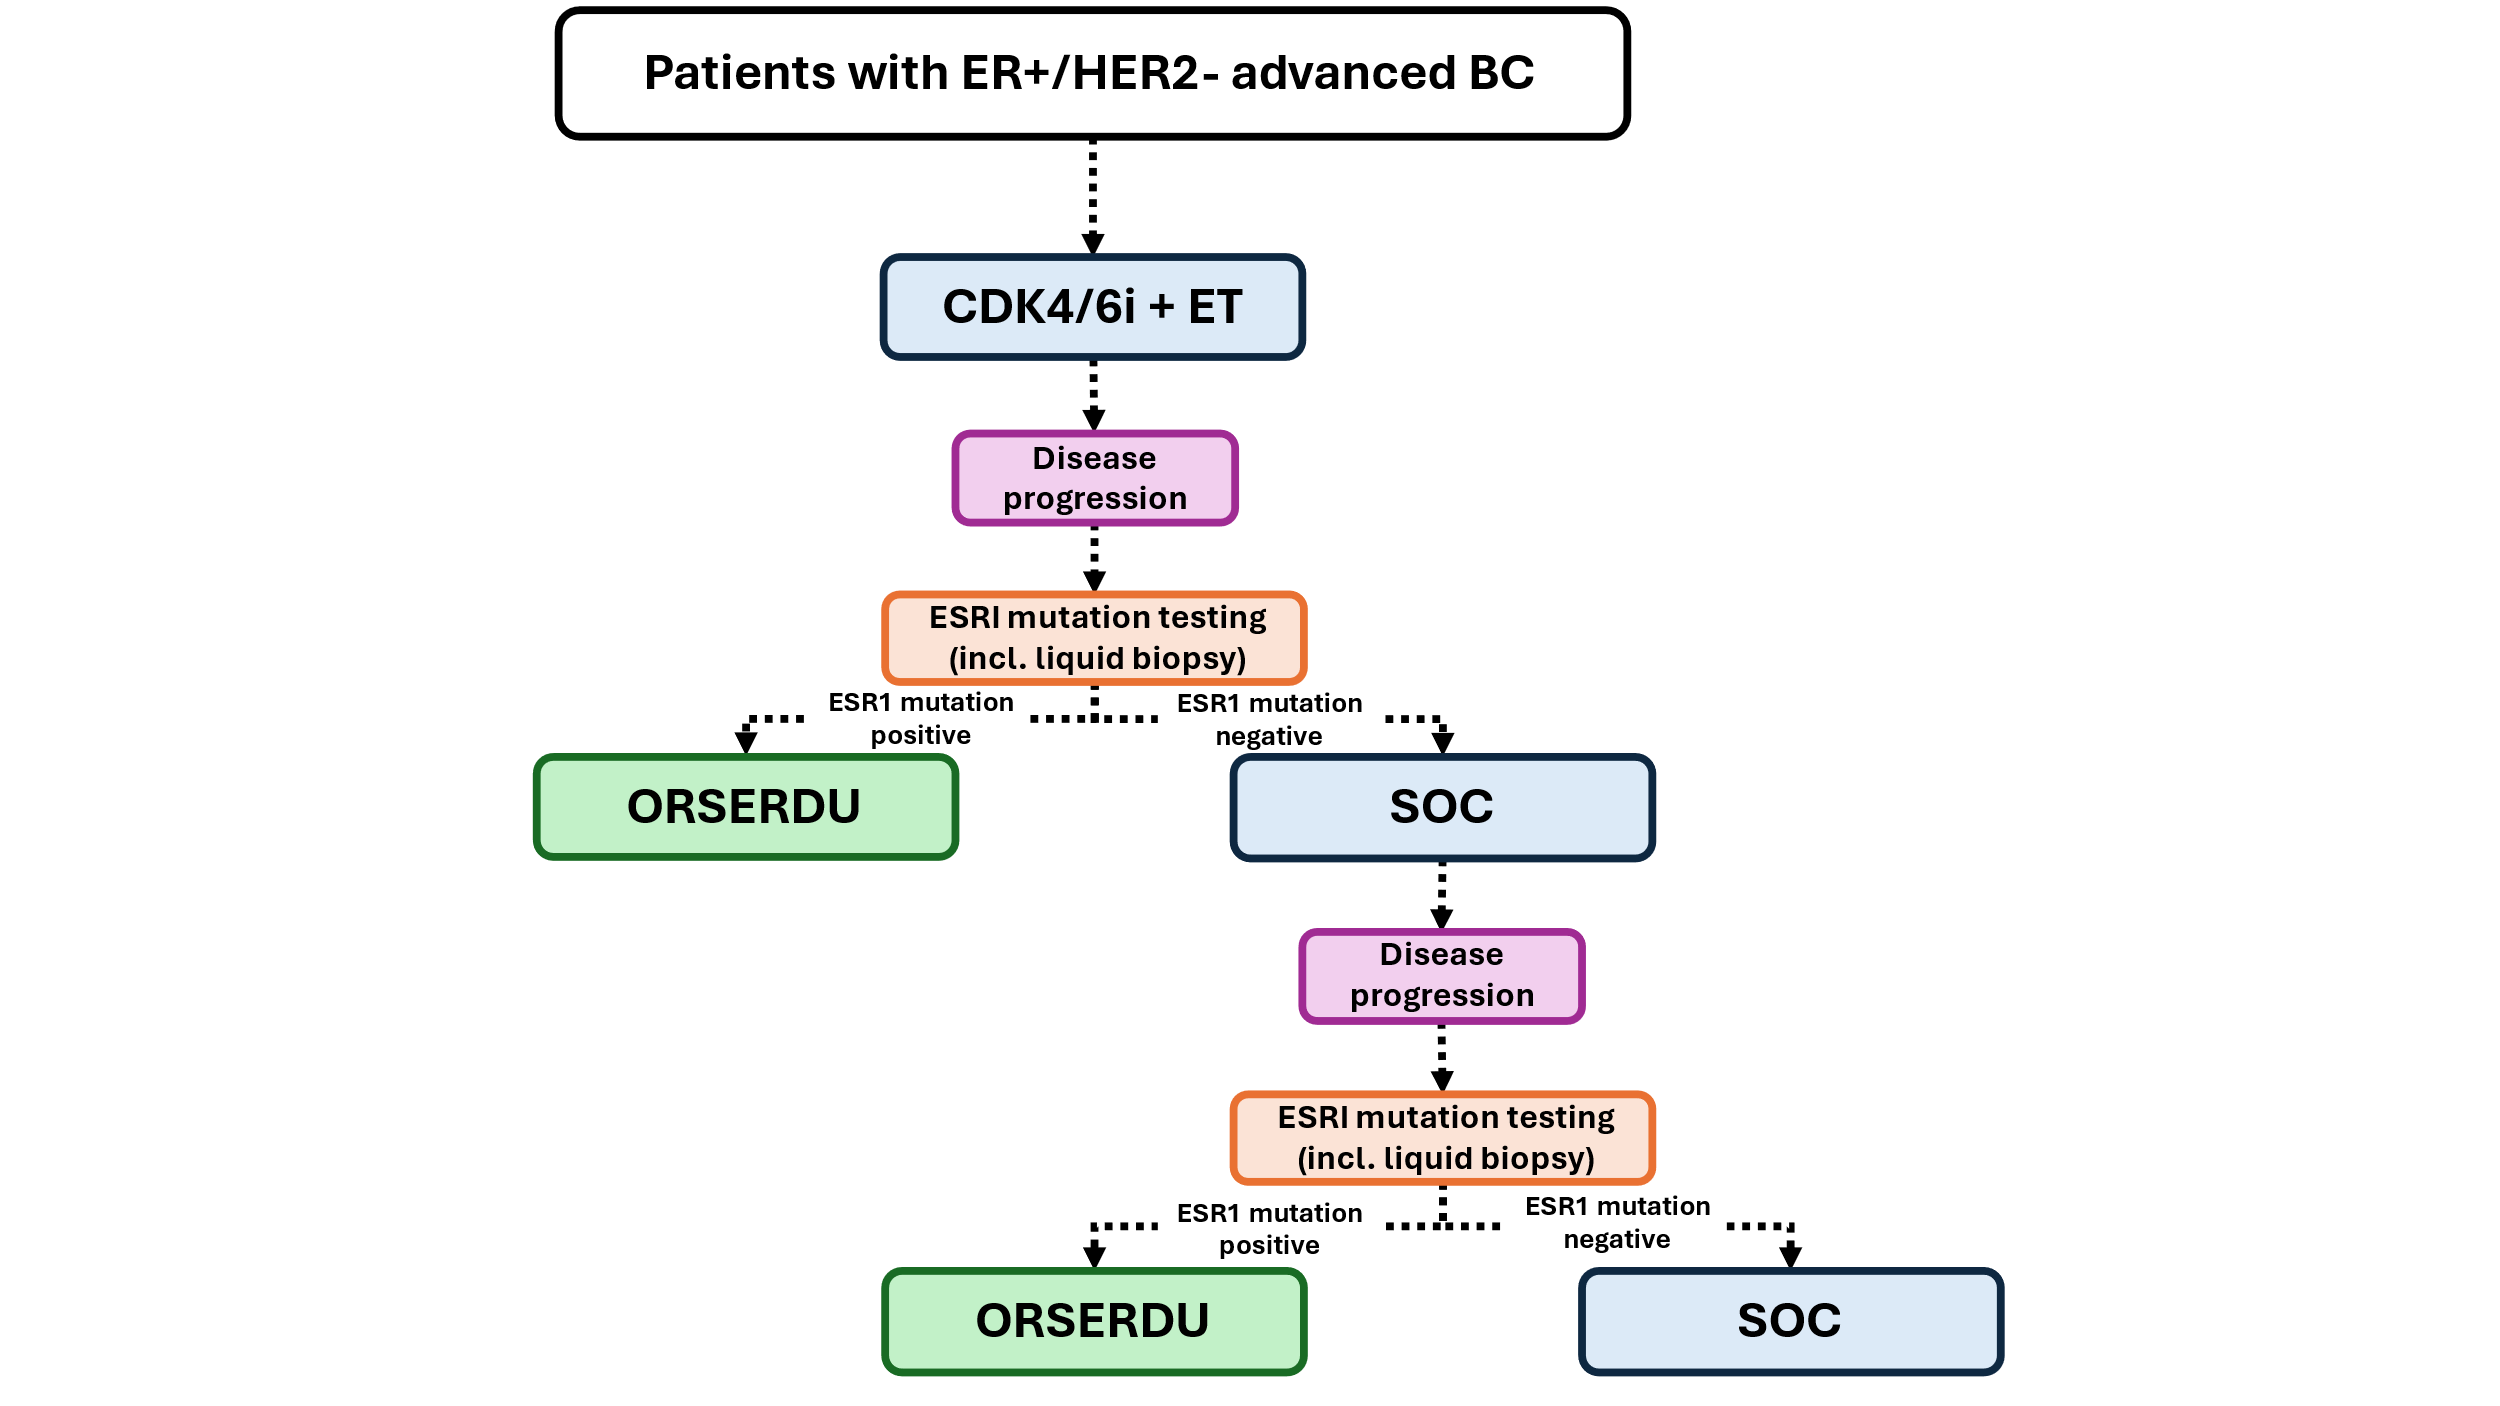 Patients with ER+/HER2- advanced BC
CDK4/6i + ET
Disease
progression
ESRI mutation testing
(incl. liquid biopsy)
ESR1 mutation
positive
ESR1 mutation
negative
ORSERDU
SOC
Disease
progression
ESRI mutation testing
(incl. liquid biopsy)
ESR1 mutation
positive
ESR1 mutation
negative
ORSERDU
SOC